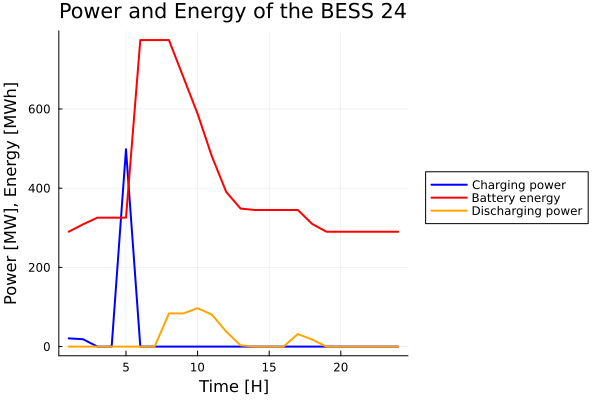 Power and Energy of the BESS 24
Power [MW], Energy [MWh]
600
400
200
0
5
10
15
20
Time [H]
Charging power
Battery energy
Discharging power